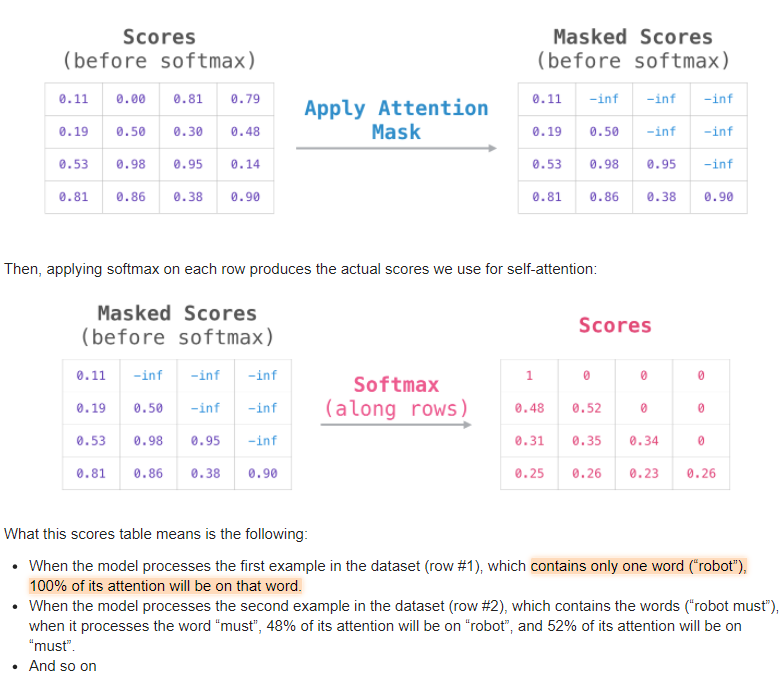 Scores
(before softmax)
0.11 0.00 0.81 0.79
0.19 0.50 0.30 0.48
0.53 0.98 0.95 0.14
0.81 0.86 0.38 0.90
Apply Attention
Mask
Masked Scores
(before softmax)
0.11 -inf -inf -inf
0.19 0.50 -inf -inf
0.53 0.98 0.95 -inf
0.81 0.86 0.38 0.90
Then, applying softmax on each row produces the actual scores we use for self-attention:
Masked Scores
(before softmax)
0.11 -inf -inf -inf
0.19 0.50 -inf -inf
0.53 0.98 0.95 -inf
0.81 0.86 0.38 0.90
Softmax
(along rows)
Scores
1 0 0 0
0.48 0.52 0 0
0.31 0.35 0.34 0
0.25 0.26 0.23 0.26
What this scores table means is the following:
• When the model processes the first example in the dataset (row #1), which contains only one word (“robot”),
100% of its attention will be on that word.
• When the model processes the second example in the dataset (row #2), which contains the words (“robot must”),
when it processes the word “must”, 48% of its attention will be on “robot”, and 52% of its attention will be on
“must”.
• And so on